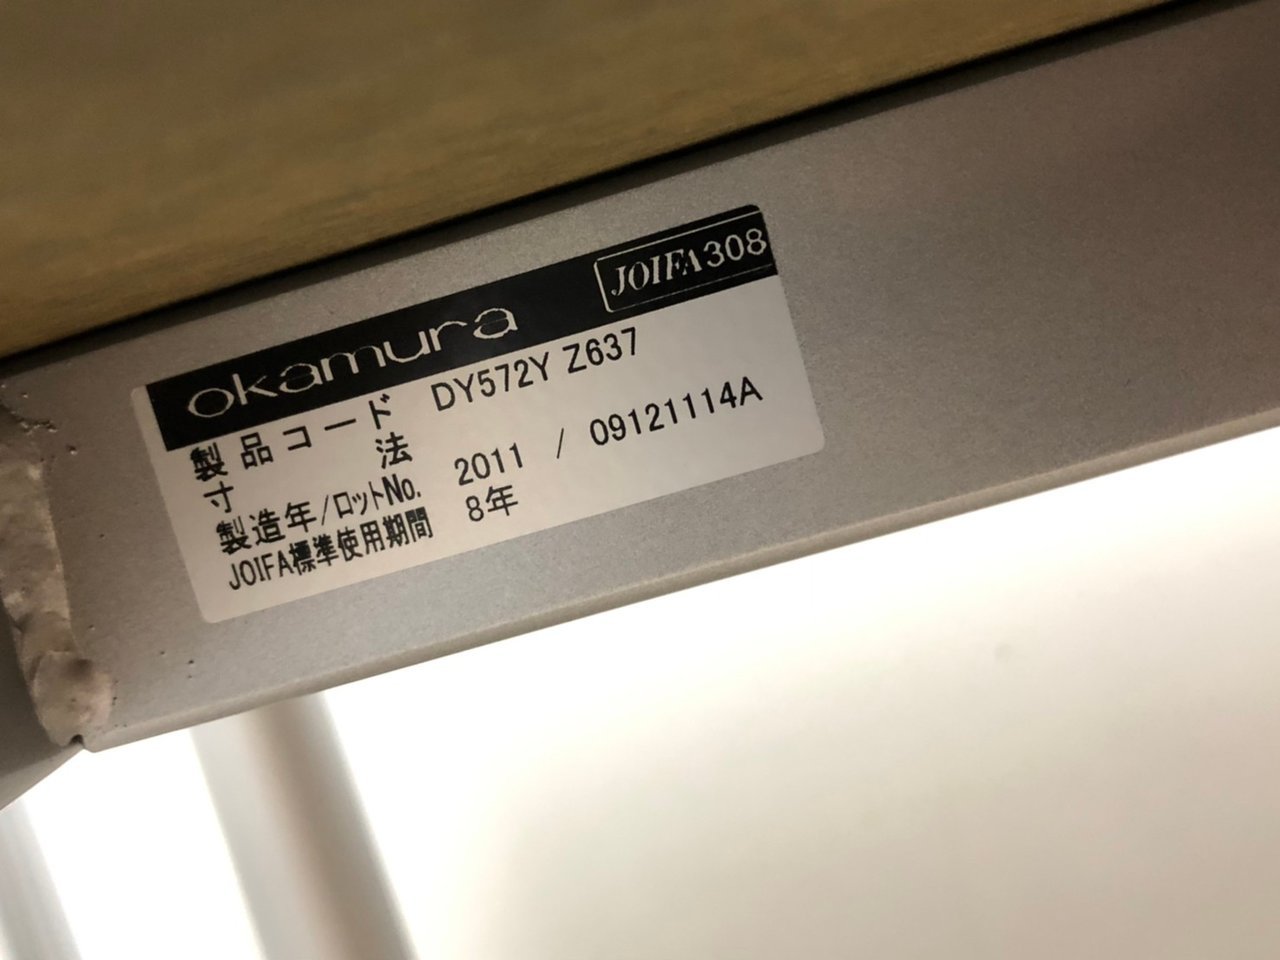 okamura JOIFA308
製品コード DY572Y Z637
寸法
製造年/ロットNo. 2011 / 09121114A
JOIFA標準使用期間 8年